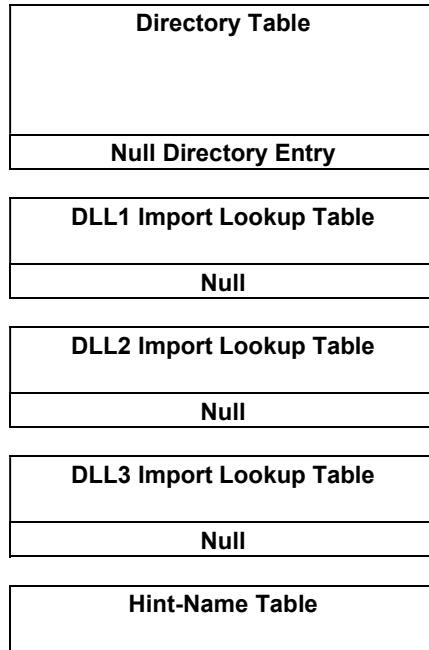 Directory Table
Null Directory Entry
DLL1 Import Lookup Table
Null
DLL2 Import Lookup Table
Null
DLL3 Import Lookup Table
Null
Hint-Name Table